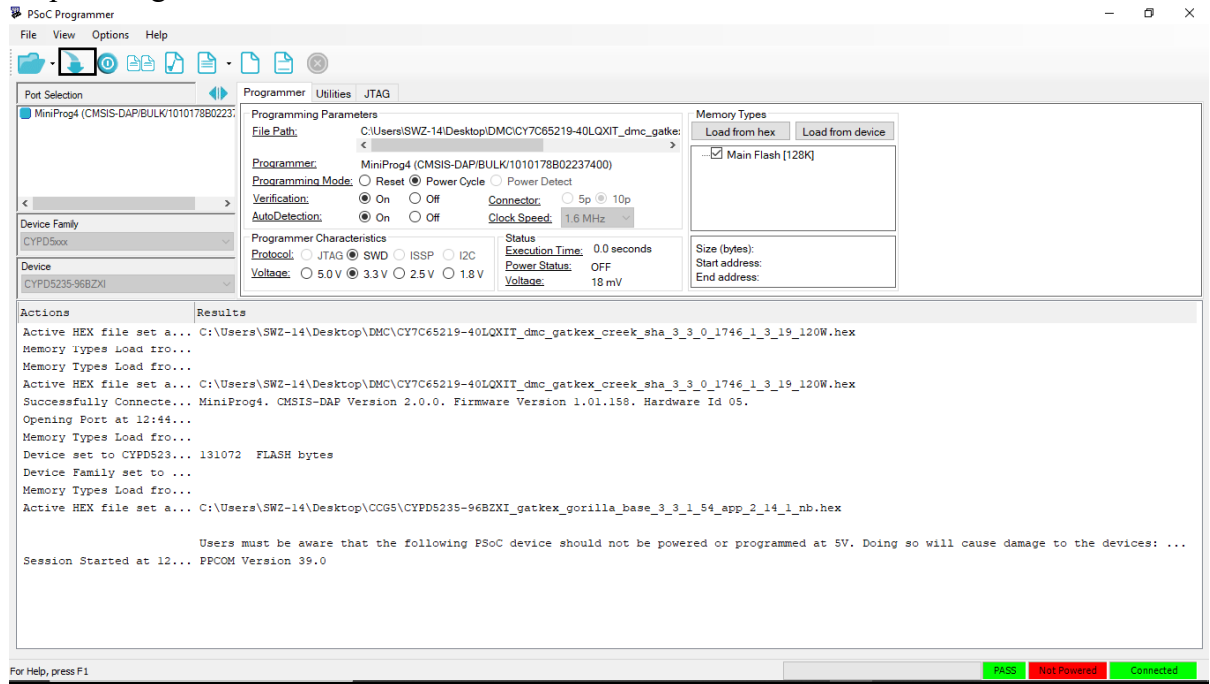 PSoC Programmer
File View Options Help
Port Selection
MiniProg4 (CMSIS-DAP/BULK/1010178B02237
Device Family
CYPD5xxx
Device
CYPD5235-96BZXI
Programmer Utilities JTAG
Programming Parameters
File Path: C:\Users\SWZ-14\Desktop\DMC\CY7C65219-40LQXIT_dmc_gatke
Programmer: MiniProg4 (CMSIS-DAP/BULK/1010178B02237400)
Programming Mode: Reset Power Cycle Power Detect
Verification: On Off Connector: 5p 10p
AutoDetection: On Off Clock Speed: 1.6 MHz
Programmer Characteristics
Protocol: JTAG SWD ISSP I2C
Voltage: 5.0 V 3.3 V 2.5 V 1.8 V
Status
Execution Time: 0.0 seconds
Power Status: OFF
Voltage: 18 mV
Memory Types
Load from hex Load from device
Main Flash [128K]
Size (bytes):
Start address:
End address:
Actions Results
Active HEX file set a... C:\Users\SWZ-14\Desktop\DMC\CY7C65219-40LQXIT_dmc_gatkex_creek_sha_3_3_0_1746_1_3_19_120W.hex
Memory Types Load fro...
Memory Types Load fro...
Active HEX file set a... C:\Users\SWZ-14\Desktop\DMC\CY7C65219-40LQXIT_dmc_gatkex_creek_sha_3_3_0_1746_1_3_19_120W.hex
Successfully Connecte... MiniProg4. CMSIS-DAP Version 2.0.0. Firmware Version 1.01.158. Hardware Id 05.
Opening Port at 12:44...
Memory Types Load fro...
Device set to CYPD523... 131072 FLASH bytes
Device Family set to ...
Memory Types Load fro...
Active HEX file set a... C:\Users\SWZ-14\Desktop\CCG5\CYPD5235-96BZXI_gatkex_gorilla_base_3_3_1_54_app_2_14_1_nb.hex
Users must be aware that the following PSoC device should not be powered or programmed at 5V. Doing so will cause damage to the devices: ...
Session Started at 12... PPCOM Version 39.0
For Help, press F1
PASS Not Powered Connected